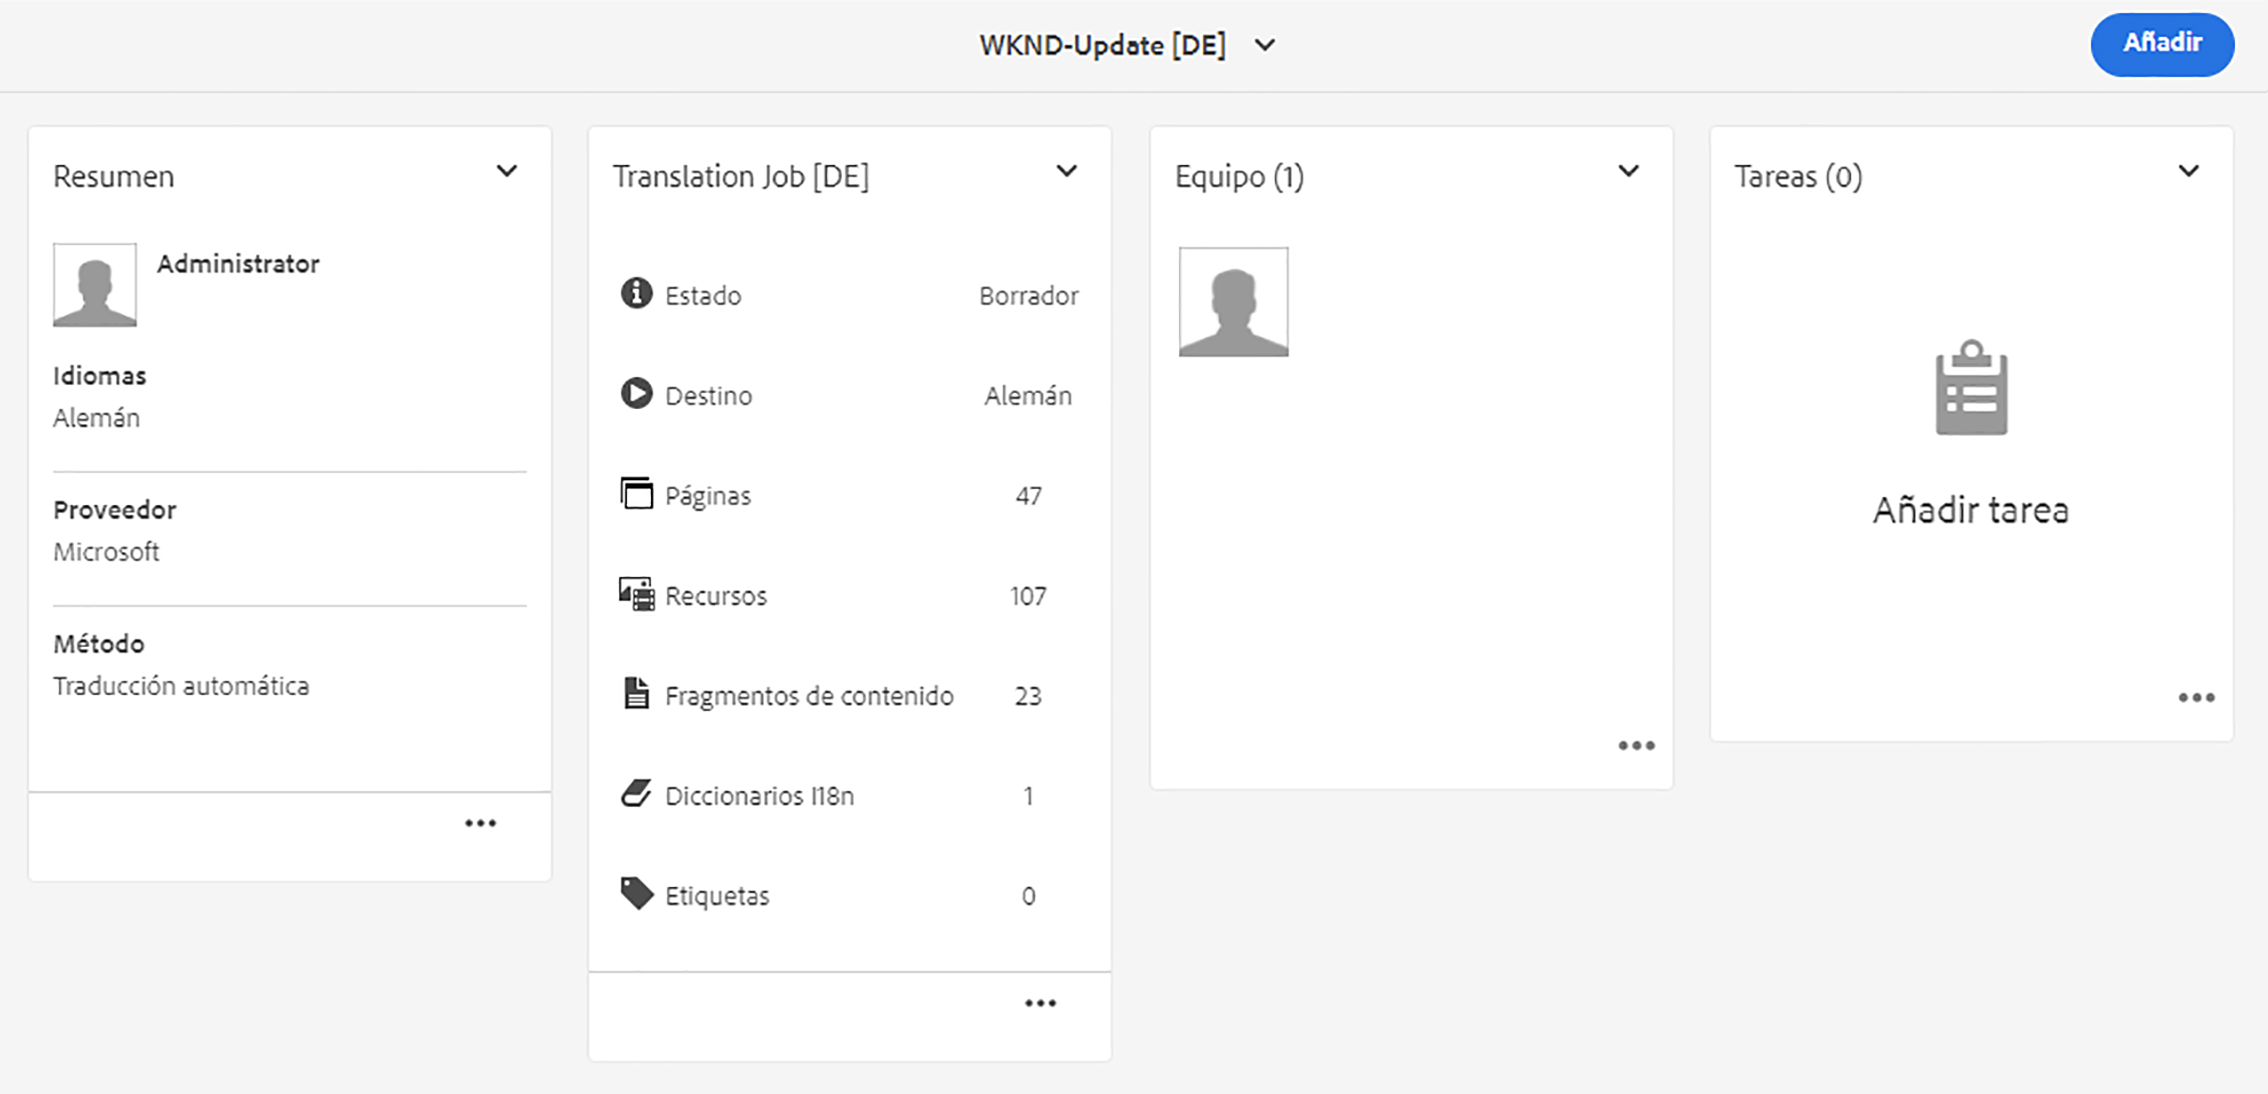 WKND-Update [DE]
Añadir
Resumen
Administrator
Idiomas
Alemán
Proveedor
Microsoft
Método
Traducción automática
Translation Job [DE]
Estado Borrador
Destino Alemán
Páginas 47
Recursos 107
Fragmentos de contenido 23
Diccionarios I18n 1
Etiquetas 0
Equipo (1)
Tareas (0)
Añadir tarea